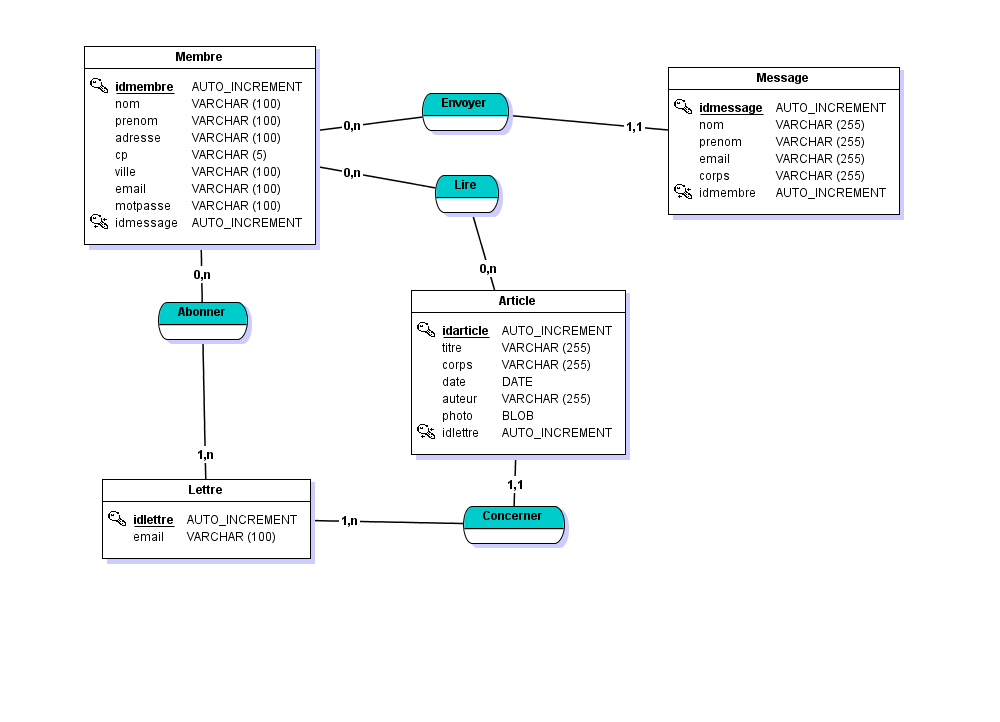 Membre
idmembre AUTO_INCREMENT
nom VARCHAR (100)
prenom VARCHAR (100)
adresse VARCHAR (100)
cp VARCHAR (5)
ville VARCHAR (100)
email VARCHAR (100)
motpasse VARCHAR (100)
idmessage AUTO_INCREMENT
0,n
Envoyer
1,1
Message
idmessage AUTO_INCREMENT
nom VARCHAR (255)
prenom VARCHAR (255)
email VARCHAR (255)
corps VARCHAR (255)
idmembre AUTO_INCREMENT
0,n
Lire
0,n
0,n
Abonner
1,n
Article
idarticle AUTO_INCREMENT
titre VARCHAR (255)
corps VARCHAR (255)
date DATE
auteur VARCHAR (255)
photo BLOB
idlettre AUTO_INCREMENT
1,1
Lettre
idlettre AUTO_INCREMENT
email VARCHAR (100)
1,n
Concerner